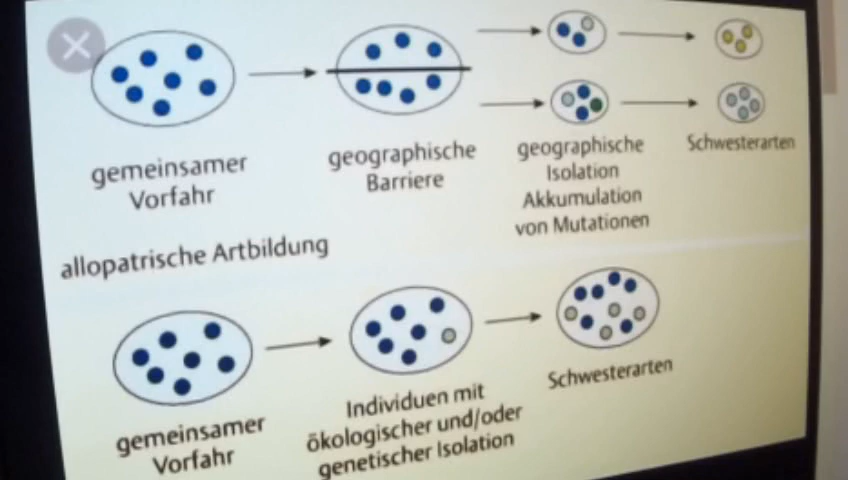 gemeinsamer
Vorfahr
geographische
Barriere
geographische
Isolation
Akkumulation
von Mutationen
Schwesterarten
allopatrische Artbildung
gemeinsamer
Vorfahr
Individuen mit
ökologischer und/oder
genetischer Isolation
Schwesterarten